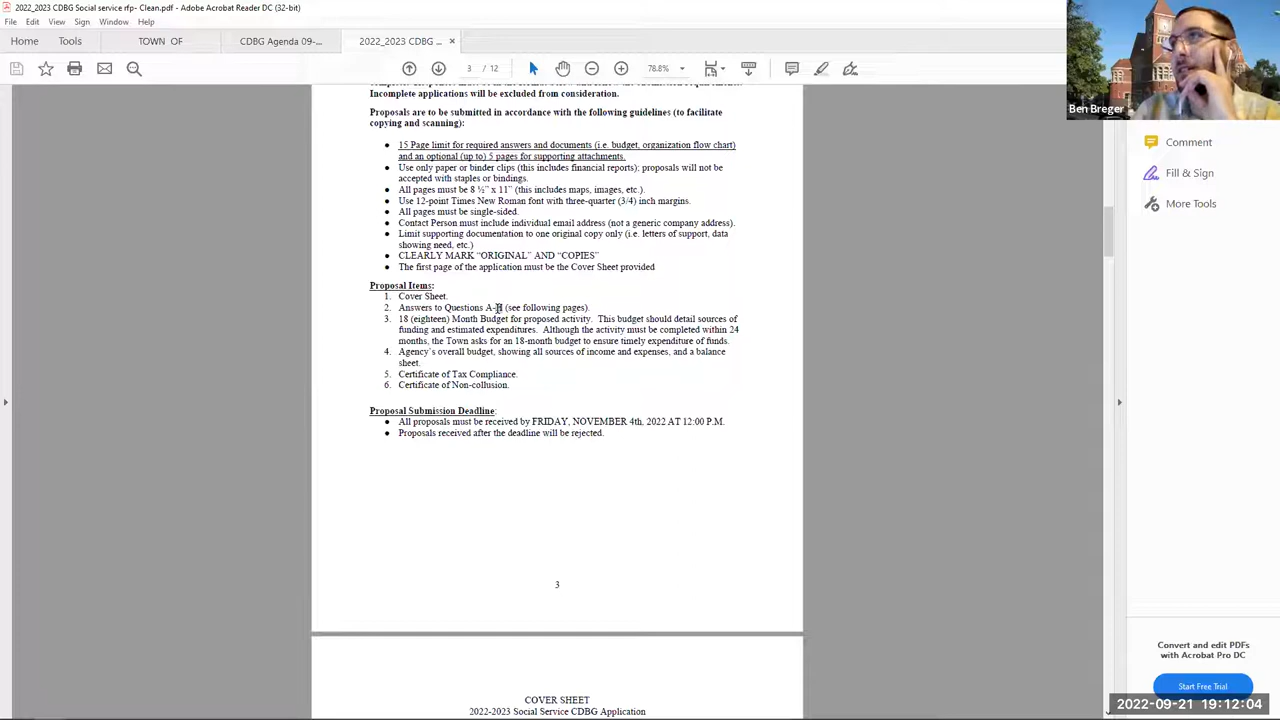 2022_2023 CDBG Social service rfp- Clean.pdf - Adobe Acrobat Reader DC (32-bit)
File Edit View Sign Window Help
Home Tools TOWN OF CDBG Agenda 09-... 2022_2023 CDBG ... ×
3 / 12 78.8%
Incomplete applications will be excluded from consideration.
Proposals are to be submitted in accordance with the following guidelines (to facilitate
copying and scanning):
● 15 Page limit for required answers and documents (i.e. budget, organization flow chart)
and an optional (up to) 5 pages for supporting attachments.
● Use only paper or binder clips (this includes financial reports): proposals will not be
accepted with staples or bindings.
● All pages must be 8 ½" x 11" (this includes maps, images, etc.).
● Use 12-point Times New Roman font with three-quarter (3/4) inch margins.
● All pages must be single-sided.
● Contact Person must include individual email address (not a generic company address).
● Limit supporting documentation to one original copy only (i.e. letters of support, data
showing need, etc.)
● CLEARLY MARK "ORIGINAL" AND "COPIES"
● The first page of the application must be the Cover Sheet provided
Proposal Items:
1. Cover Sheet.
2. Answers to Questions A- (see following pages).
3. 18 (eighteen) Month Budget for proposed activity. This budget should detail sources of
funding and estimated expenditures. Although the activity must be completed within 24
months, the Town asks for an 18-month budget to ensure timely expenditure of funds.
4. Agency's overall budget, showing all sources of income and expenses, and a balance
sheet.
5. Certificate of Tax Compliance.
6. Certificate of Non-collusion.
Proposal Submission Deadline:
● All proposals must be received by FRIDAY, NOVEMBER 4th, 2022 AT 12:00 P.M.
● Proposals received after the deadline will be rejected.
3
COVER SHEET
2022-2023 Social Service CDBG Application
Ben Breger
Comment
Fill & Sign
More Tools
Convert and edit PDFs
with Acrobat Pro DC
Start Free Trial
2022-09-21 19:12:04